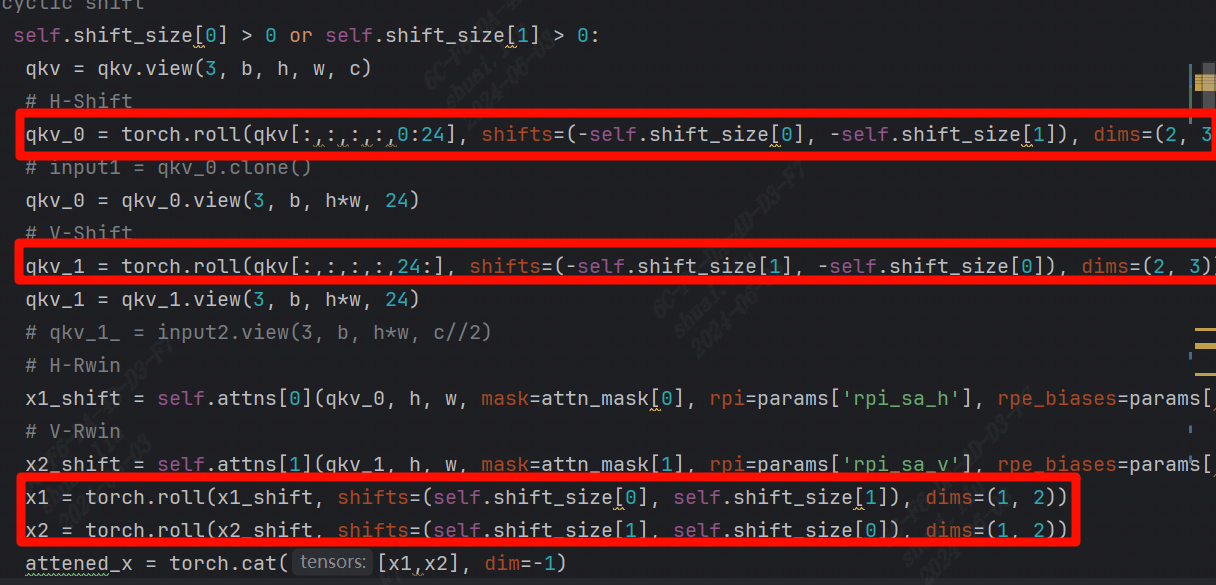 cyclic shift
self.shift_size[0] > 0 or self.shift_size[1] > 0:
qkv = qkv.view(3, b, h, w, c)
# H-Shift
qkv_0 = torch.roll(qkv[:,:,:,:,0:24], shifts=(-self.shift_size[0], -self.shift_size[1]), dims=(2, 3
# input1 = qkv_0.clone()
qkv_0 = qkv_0.view(3, b, h*w, 24)
# V-Shift
qkv_1 = torch.roll(qkv[:,:,:,:,24:], shifts=(-self.shift_size[1], -self.shift_size[0]), dims=(2, 3))
qkv_1 = qkv_1.view(3, b, h*w, 24)
# qkv_1_ = input2.view(3, b, h*w, c//2)
# H-Rwin
x1_shift = self.attns[0](qkv_0, h, w, mask=attn_mask[0], rpi=params['rpi_sa_h'], rpe_biases=params[
# V-Rwin
x2_shift = self.attns[1](qkv_1, h, w, mask=attn_mask[1], rpi=params['rpi_sa_v'], rpe_biases=params[
x1 = torch.roll(x1_shift, shifts=(self.shift_size[0], self.shift_size[1]), dims=(1, 2))
x2 = torch.roll(x2_shift, shifts=(self.shift_size[1], self.shift_size[0]), dims=(1, 2))
attened_x = torch.cat( tensors: [x1,x2], dim=-1)